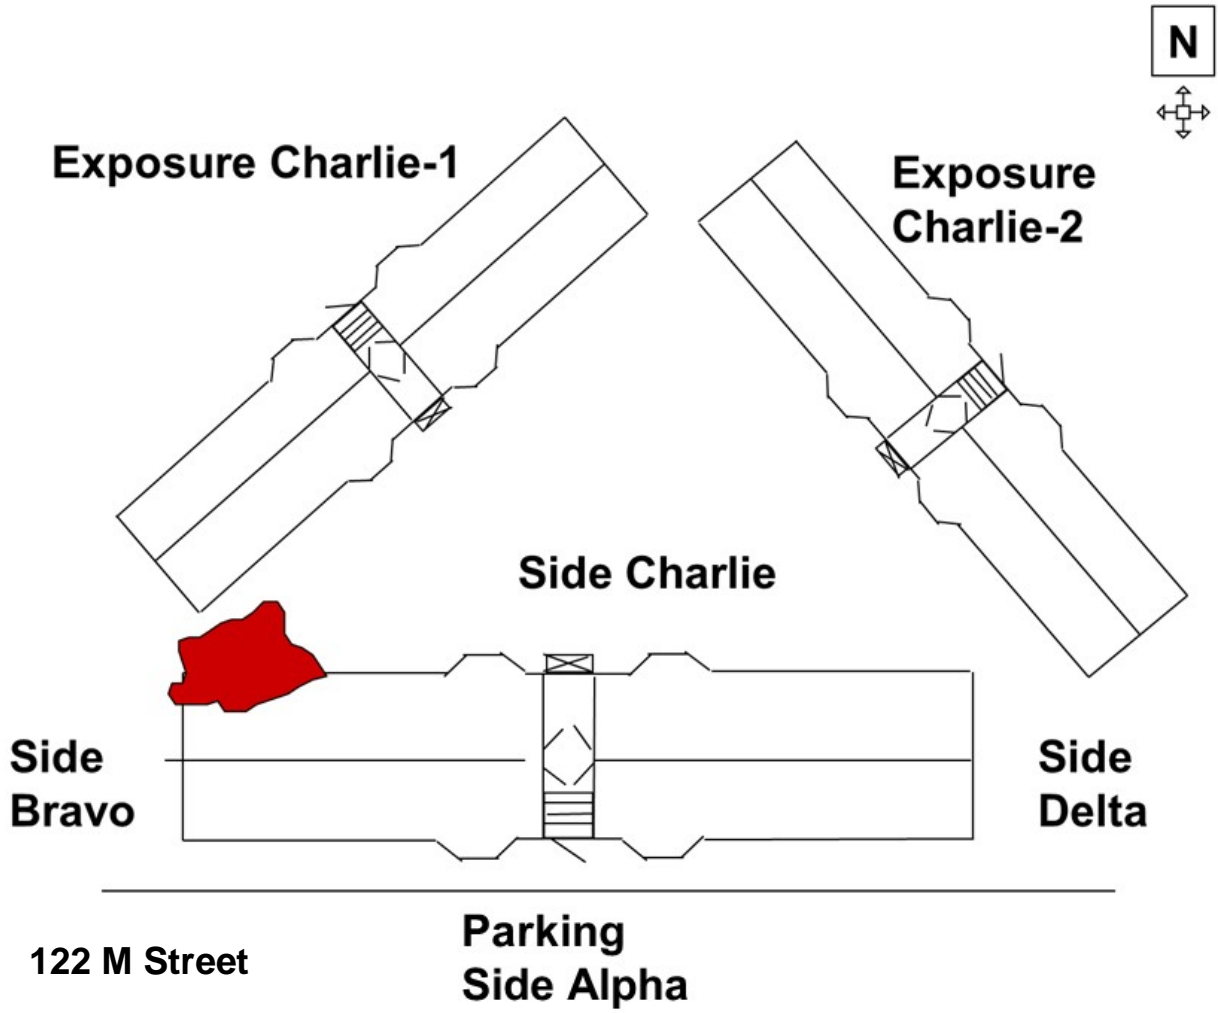 N
Exposure Charlie-1
Exposure
Charlie-2
Side Charlie
Side
Bravo
Side
Delta
Parking
Side Alpha
122 M Street